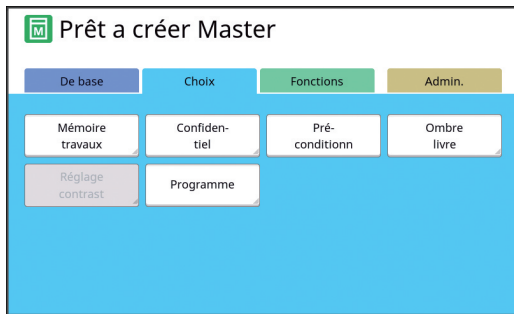 M
Prêt a créer Master
De base
Choix
Fonctions
Admin.
Mémoire
travaux
Confiden-
tiel
Pré-
conditionn
Ombre
livre
Réglage
contrast
Programme